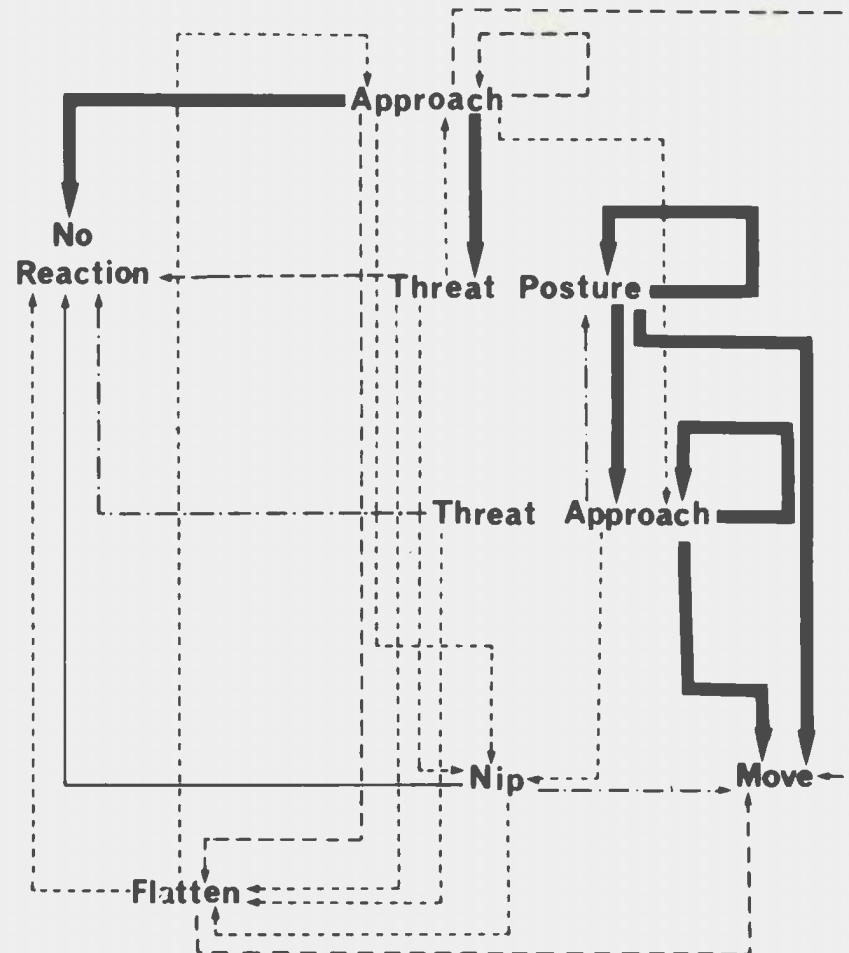 Approach
No
Reaction
Threat Posture
Threat Approach
Nip
Move
Flatten